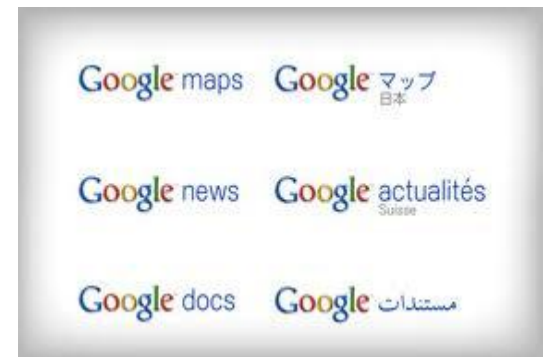 Google maps
Google マップ
日本
Google news
Google actualités
Suisse
Google docs
Google مستندات